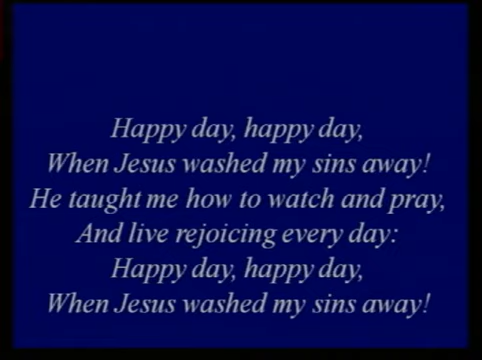 Happy day, happy day,
When Jesus washed my sins away!
He taught me how to watch and pray,
And live rejoicing every day:
Happy day, happy day,
When Jesus washed my sins away!